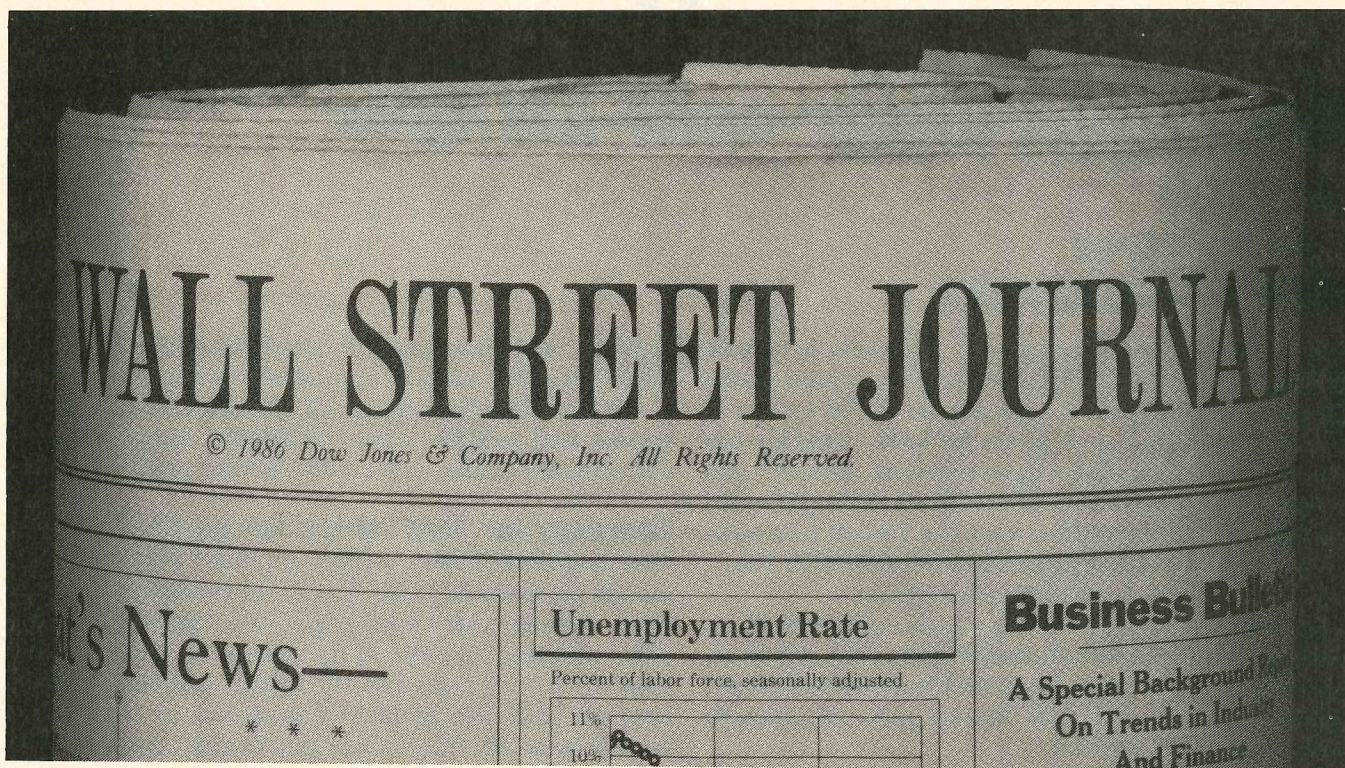 WALL STREET JOURNAL
© 1986 Dow Jones & Company, Inc. All Rights Reserved.
News—
* * *
Unemployment Rate
Percent of labor force, seasonally adjusted
11%
10%
Business
A Special Background
On Trends in
And Finance